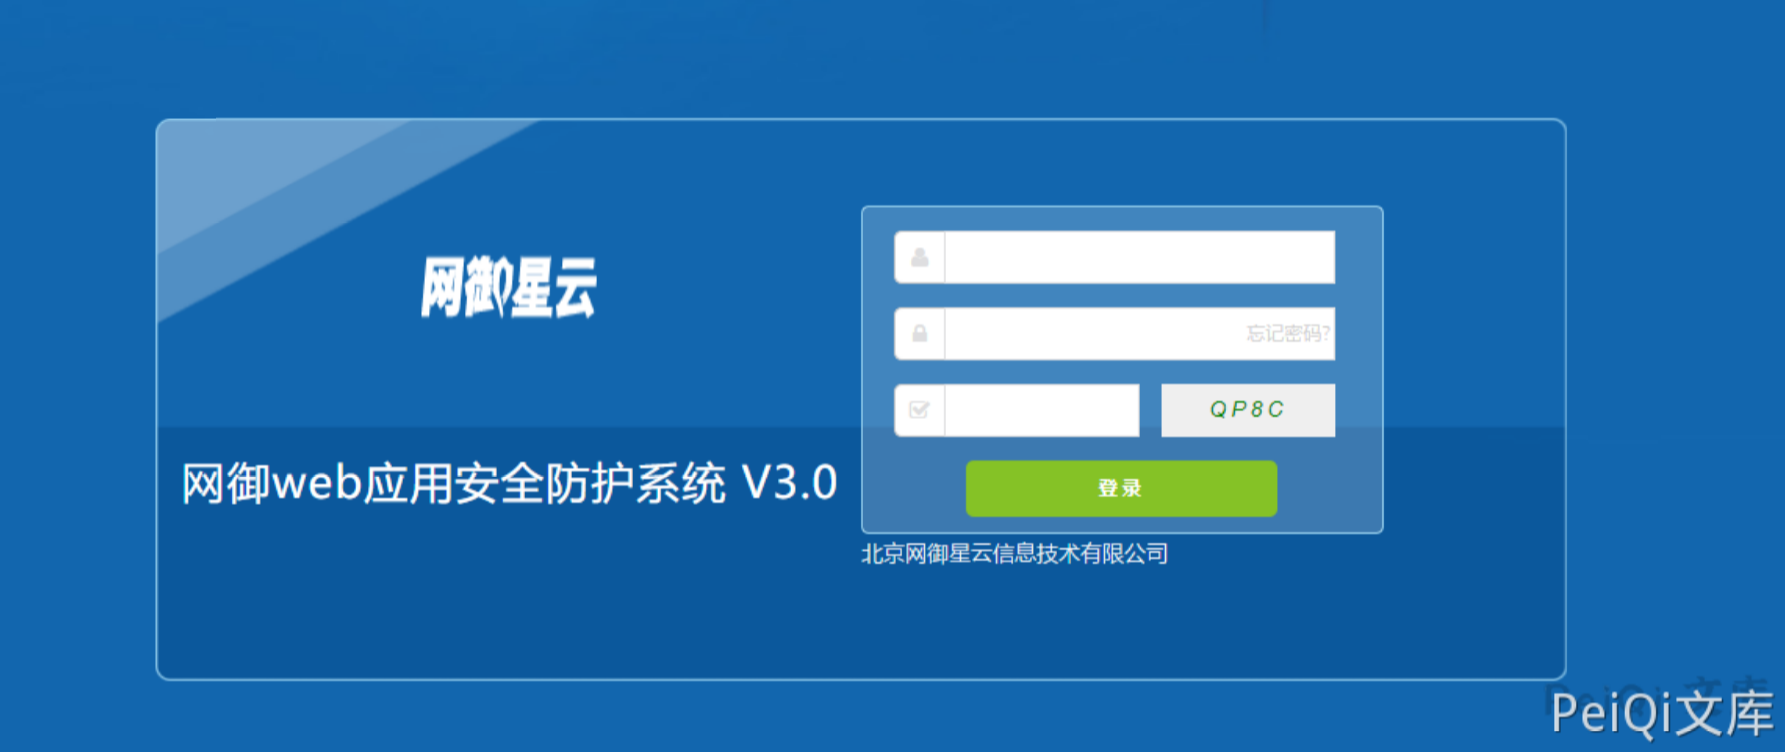 网御星云
忘记密码?
QP8C
网御web应用安全防护系统 V3.0
登录
北京网御星云信息技术有限公司
PeiQi文库